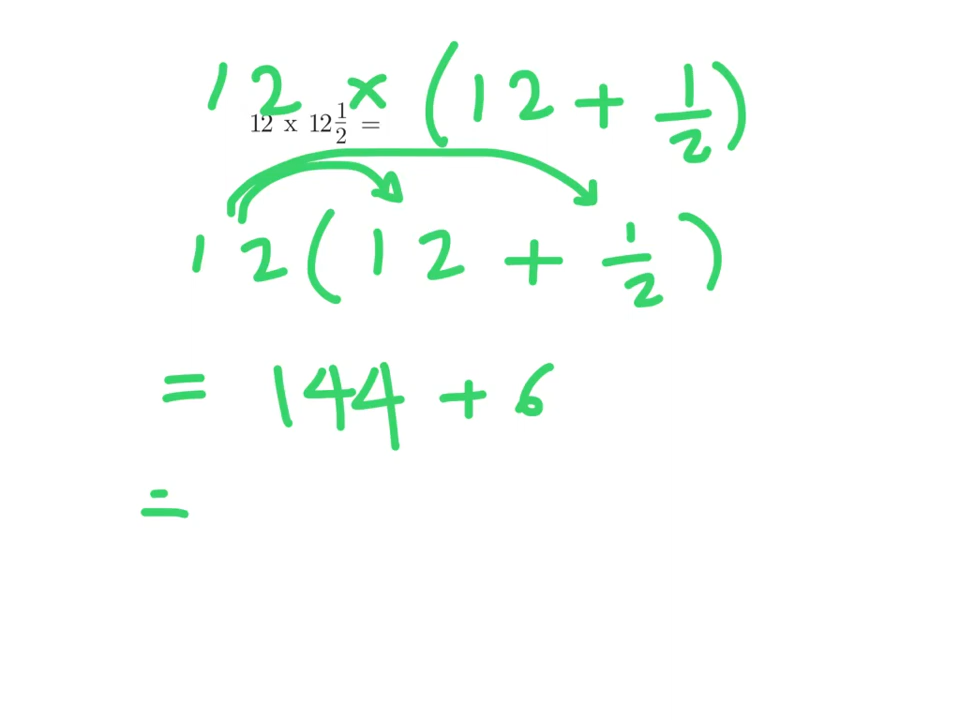 12 x (12 + 1/2)
12 x 12 1/2 =
12(12 + 1/2)
= 144 + 6
=